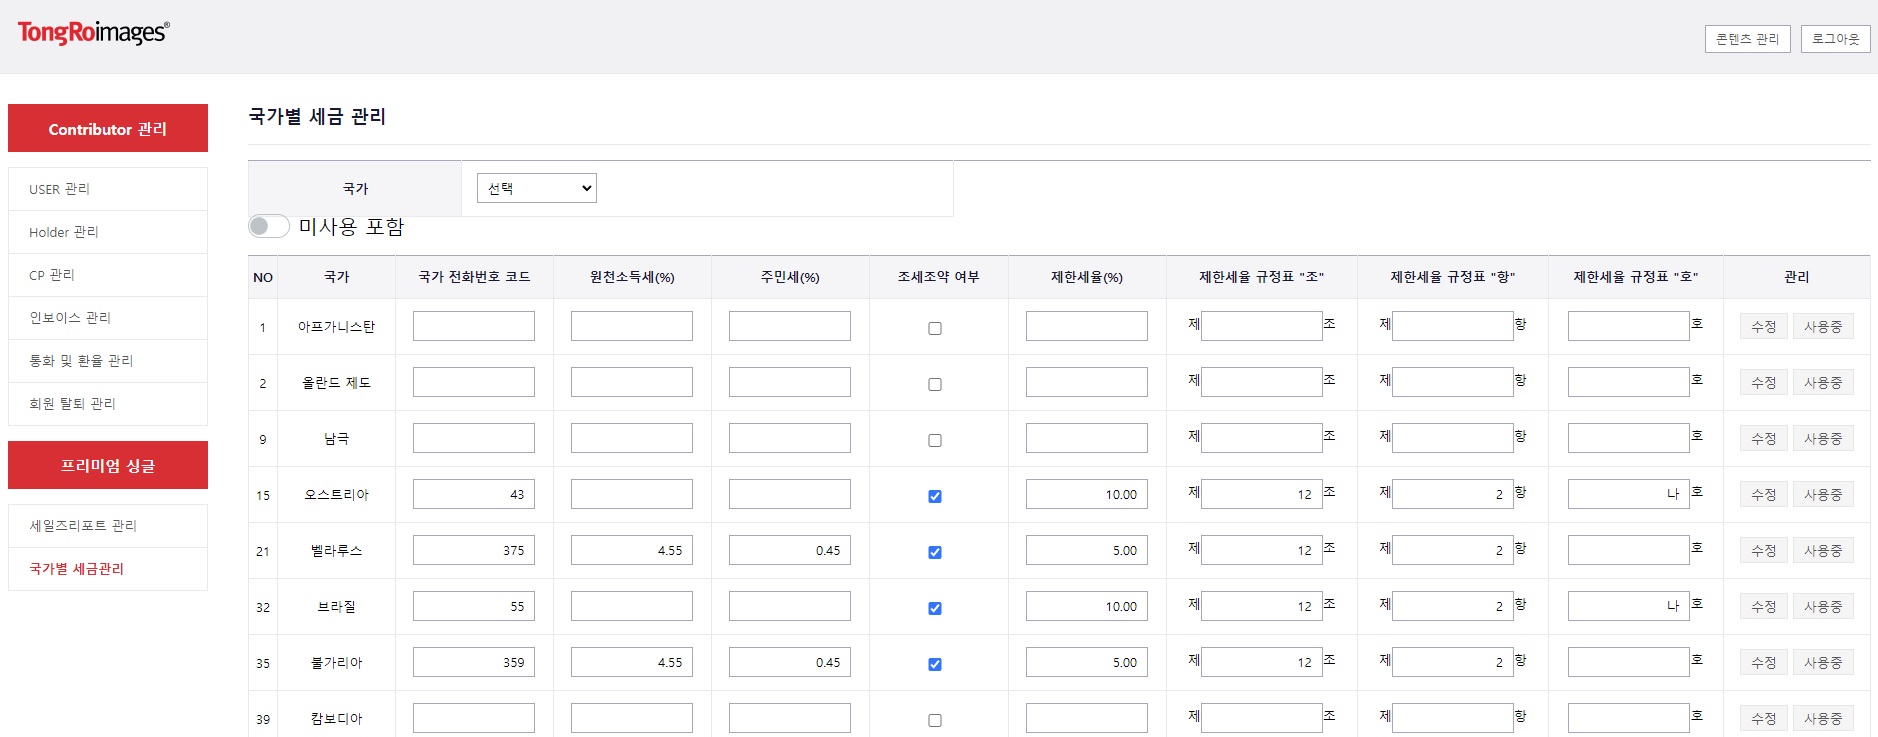 TongRoimages®
콘텐츠 관리 로그아웃
Contributor 관리
USER 관리
Holder 관리
CP 관리
인보이스 관리
통화 및 환율 관리
회원 탈퇴 관리
프리미엄 싱글
세일즈리포트 관리
국가별 세금관리
국가별 세금 관리
국가 선택
미사용 포함
NO 국가 국가 전화번호 코드 원천소득세(%) 주민세(%) 조세조약 여부 제한세율(%) 제한세율 규정표 "조" 제한세율 규정표 "항" 제한세율 규정표 "호" 관리
1 아프가니스탄 제 조 제 항 호 수정 사용중
2 올란드 제도 제 조 제 항 호 수정 사용중
9 남극 제 조 제 항 호 수정 사용중
15 오스트리아 43 10.00 제 12 조 제 2 항 나 호 수정 사용중
21 벨라루스 375 4.55 0.45 5.00 제 12 조 제 2 항 호 수정 사용중
32 브라질 55 10.00 제 12 조 제 2 항 나 호 수정 사용중
35 불가리아 359 4.55 0.45 5.00 제 12 조 제 2 항 호 수정 사용중
39 캄보디아 제 조 제 항 호 수정 사용중